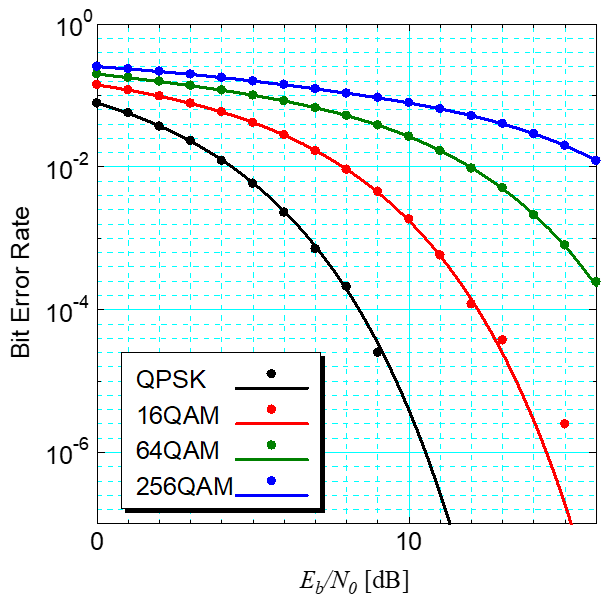 10^0
10^-2
10^-4
10^-6
Bit Error Rate
QPSK
16QAM
64QAM
256QAM
0
10
E_b/N_0 [dB]